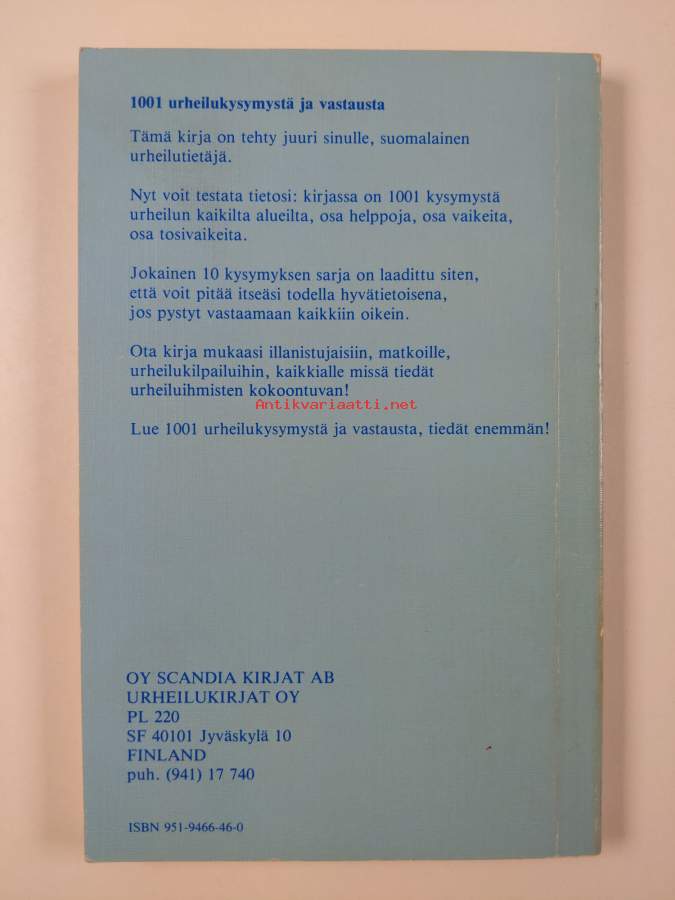 1001 urheilukysymystä ja vastausta
Tämä kirja on tehty juuri sinulle, suomalainen
urheilutietäjä.
Nyt voit testata tietosi: kirjassa on 1001 kysymystä
urheilun kaikilta alueilta, osa helppoja, osa vaikeita,
osa tosivaikeita.
Jokainen 10 kysymyksen sarja on laadittu siten,
että voit pitää itseäsi todella hyvätietoisena,
jos pystyt vastaamaan kaikkiin oikein.
Ota kirja mukaasi illanistujaisiin, matkoille,
urheilukilpailuihin, kaikkialle missä tiedät
urheiluihmisten kokoontuvan!
Antikvariaatti.net
Lue 1001 urheilukysymystä ja vastausta, tiedät enemmän!
OY SCANDIA KIRJAT AB
URHEILUKIRJAT OY
PL 220
SF 40101 Jyväskylä 10
FINLAND
puh. (941) 17 740
ISBN 951-9466-46-0